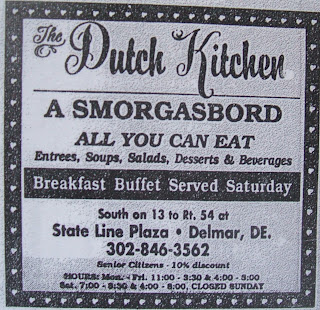 The
Dutch Kitchen
A SMORGASBORD
ALL YOU CAN EAT
Entrees, Soups, Salads, Desserts & Beverages
Breakfast Buffet Served Saturday
South on 13 to Rt. 54 at
State Line Plaza • Delmar, DE.
302-846-3562
Senior Citizens - 10% discount
HOURS: Mon. - Fri. 11:00 - 3:30 & 4:00 - 8:00
Sat. 7:00 - 3:30 & 4:00 - 8:00, CLOSED SUNDAY